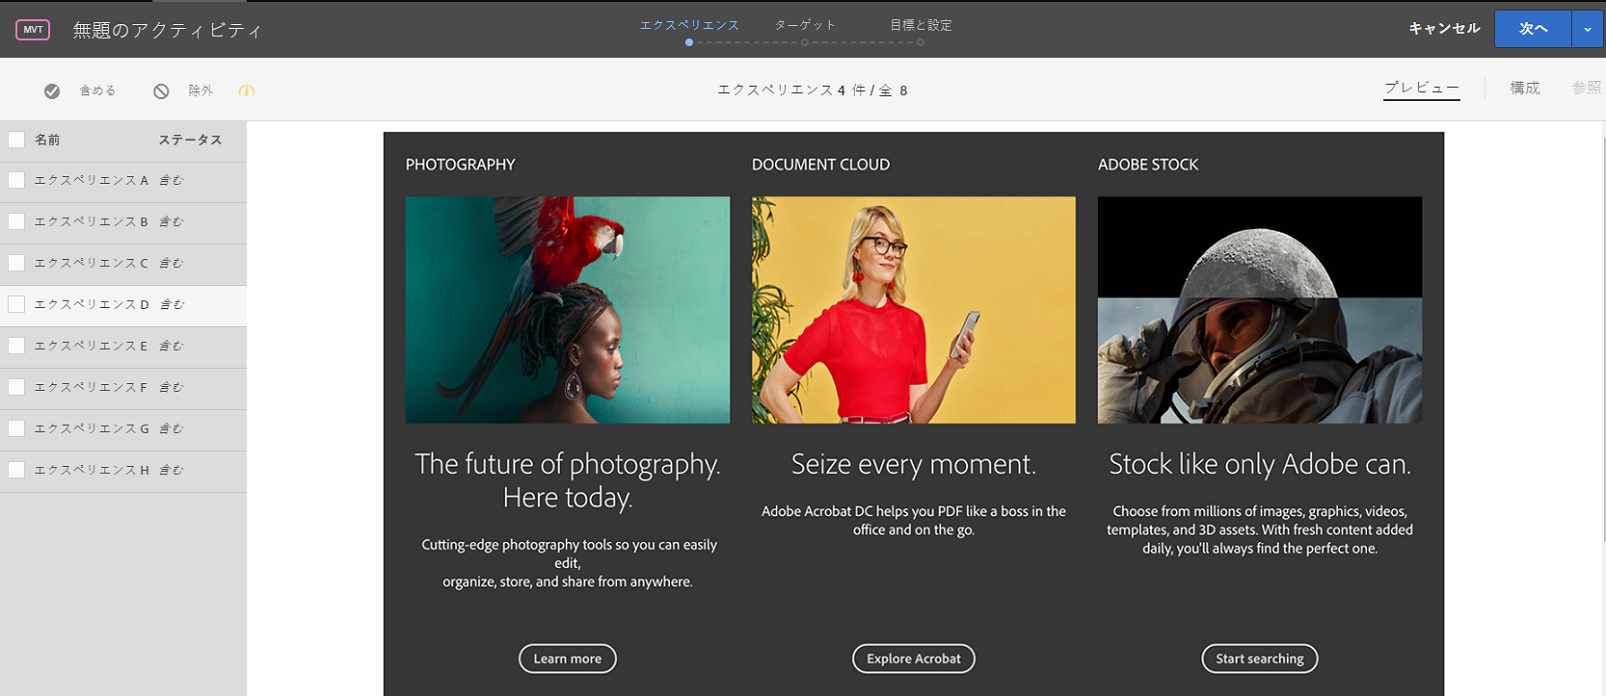 MVT 無題のアクティビティ
エクスペリエンス ターゲット 目標と設定
キャンセル 次へ
含める 除外
エクスペリエンス 4 件 / 全 8
プレビュー 構成 参照
名前 ステータス
エクスペリエンス A 含む
エクスペリエンス B 含む
エクスペリエンス C 含む
エクスペリエンス D 含む
エクスペリエンス E 含む
エクスペリエンス F 含む
エクスペリエンス G 含む
エクスペリエンス H 含む
PHOTOGRAPHY
The future of photography.
Here today.
Cutting-edge photography tools so you can easily
edit,
organize, store, and share from anywhere.
Learn more
DOCUMENT CLOUD
Seize every moment.
Adobe Acrobat DC helps you PDF like a boss in the
office and on the go.
Explore Acrobat
ADOBE STOCK
Stock like only Adobe can.
Choose from millions of images, graphics, videos,
templates, and 3D assets. With fresh content added
daily, you'll always find the perfect one.
Start searching